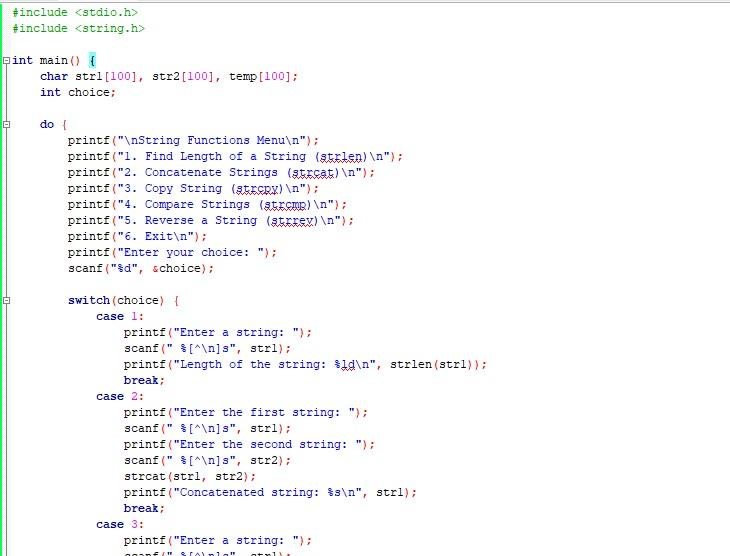 #include <stdio.h>
#include <string.h>
int main() {
char str1[100], str2[100], temp[100];
int choice;
do {
printf("\nString Functions Menu\n");
printf("1. Find Length of a String (strlen)\n");
printf("2. Concatenate Strings (strcat)\n");
printf("3. Copy String (strcpy)\n");
printf("4. Compare Strings (strcmp)\n");
printf("5. Reverse a String (strrev)\n");
printf("6. Exit\n");
printf("Enter your choice: ");
scanf("%d", &choice);
switch(choice) {
case 1:
printf("Enter a string: ");
scanf(" %[^\n]s", str1);
printf("Length of the string: %ld\n", strlen(str1));
break;
case 2:
printf("Enter the first string: ");
scanf(" %[^\n]s", str1);
printf("Enter the second string: ");
scanf(" %[^\n]s", str2);
strcat(str1, str2);
printf("Concatenated string: %s\n", str1);
break;
case 3:
printf("Enter a string: ");
scanf(" %[^\n]s", str1);